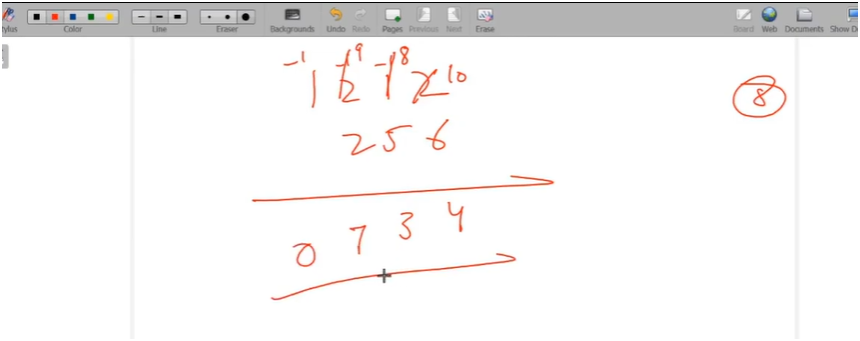 Stylus Color Line Eraser Backgrounds Undo Redo Pages Previous Next Erase Board Web Documents Show D
-1 9 8 10
1 2 1 2
8
2 5 6
0 7 3 4